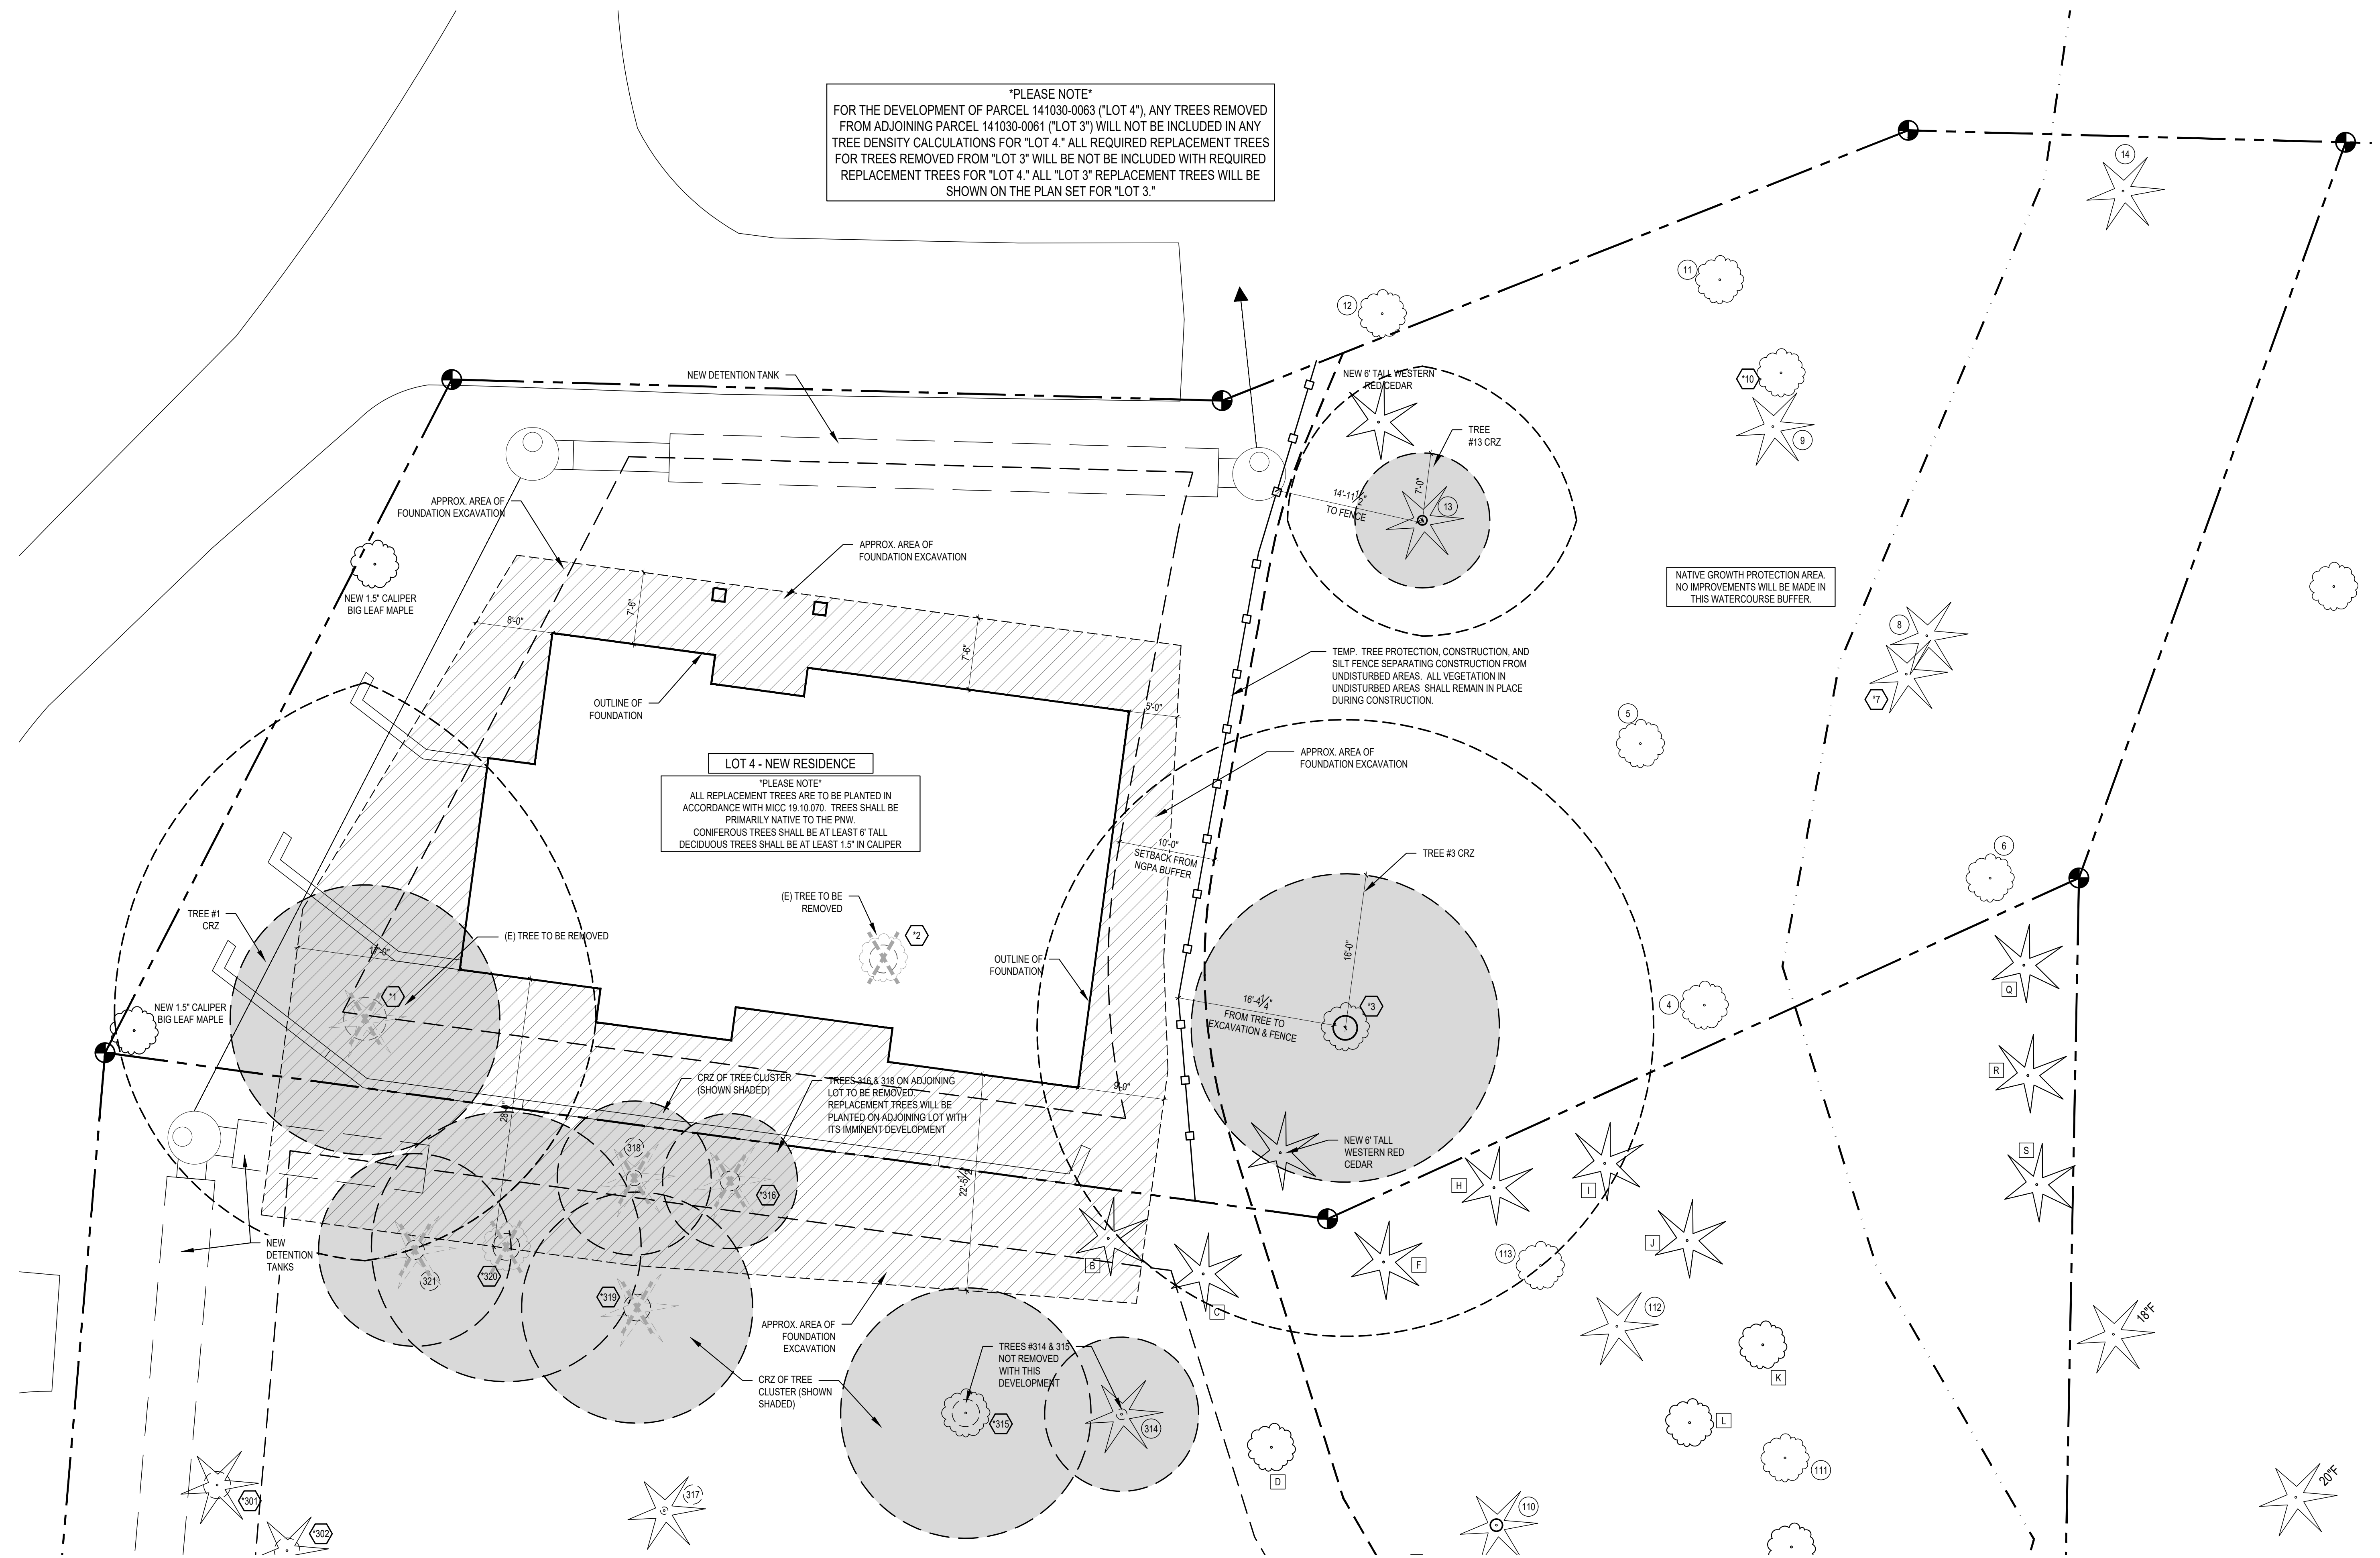 *PLEASE NOTE*
FOR THE DEVELOPMENT OF PARCEL 141030-0063 ("LOT 4"), ANY TREES REMOVED
FROM ADJOINING PARCEL 141030-0061 ("LOT 3") WILL NOT BE INCLUDED IN ANY
TREE DENSITY CALCULATIONS FOR "LOT 4." ALL REQUIRED REPLACEMENT TREES
FOR TREES REMOVED FROM "LOT 3" WILL BE NOT BE INCLUDED WITH REQUIRED
REPLACEMENT TREES FOR "LOT 4." ALL "LOT 3" REPLACEMENT TREES WILL BE
SHOWN ON THE PLAN SET FOR "LOT 3."
14
11
12
*10
9
NEW DETENTION TANK
NEW 6' TALL WESTERN
RED CEDAR
TREE
#13 CRZ
7'-0"
13
14'-11 1/2"
TO FENCE
APPROX. AREA OF
FOUNDATION EXCAVATION
APPROX. AREA OF
FOUNDATION EXCAVATION
NEW 1.5" CALIPER
BIG LEAF MAPLE
8'-0"
7'-6"
7'-6"
5'-0"
NATIVE GROWTH PROTECTION AREA.
NO IMPROVEMENTS WILL BE MADE IN
THIS WATERCOURSE BUFFER.
8
*7
5
TEMP. TREE PROTECTION, CONSTRUCTION, AND
SILT FENCE SEPARATING CONSTRUCTION FROM
UNDISTURBED AREAS. ALL VEGETATION IN
UNDISTURBED AREAS SHALL REMAIN IN PLACE
DURING CONSTRUCTION.
OUTLINE OF
FOUNDATION
LOT 4 - NEW RESIDENCE
*PLEASE NOTE*
ALL REPLACEMENT TREES ARE TO BE PLANTED IN
ACCORDANCE WITH MICC 19.10.070. TREES SHALL BE
PRIMARILY NATIVE TO THE PNW.
CONIFEROUS TREES SHALL BE AT LEAST 6' TALL
DECIDUOUS TREES SHALL BE AT LEAST 1.5" IN CALIPER
APPROX. AREA OF
FOUNDATION EXCAVATION
10'-0"
SETBACK FROM
NGPA BUFFER
TREE #3 CRZ
6
(E) TREE TO BE
REMOVED
*2
TREE #1
CRZ
(E) TREE TO BE REMOVED
17'-0"
*1
OUTLINE OF
FOUNDATION
16'-0"
*3
16'-4 1/4"
FROM TREE TO
EXCAVATION & FENCE
4
Q
NEW 1.5" CALIPER
BIG LEAF MAPLE
R
CRZ OF TREE CLUSTER
(SHOWN SHADED)
TREES 316 & 318 ON ADJOINING
LOT TO BE REMOVED.
REPLACEMENT TREES WILL BE
PLANTED ON ADJOINING LOT WITH
ITS IMMINENT DEVELOPMENT
9'-0"
28'-0"
22'-5 1/2"
318
*316
NEW 6' TALL
WESTERN RED
CEDAR
H
I
S
J
113
F
B
C
NEW
DETENTION
TANKS
321
*320
*319
112
18"F
APPROX. AREA OF
FOUNDATION
EXCAVATION
TREES #314 & 315
NOT REMOVED
WITH THIS
DEVELOPMENT
CRZ OF TREE
CLUSTER (SHOWN
SHADED)
K
L
*315
314
D
111
20"F
*301
317
110
*302